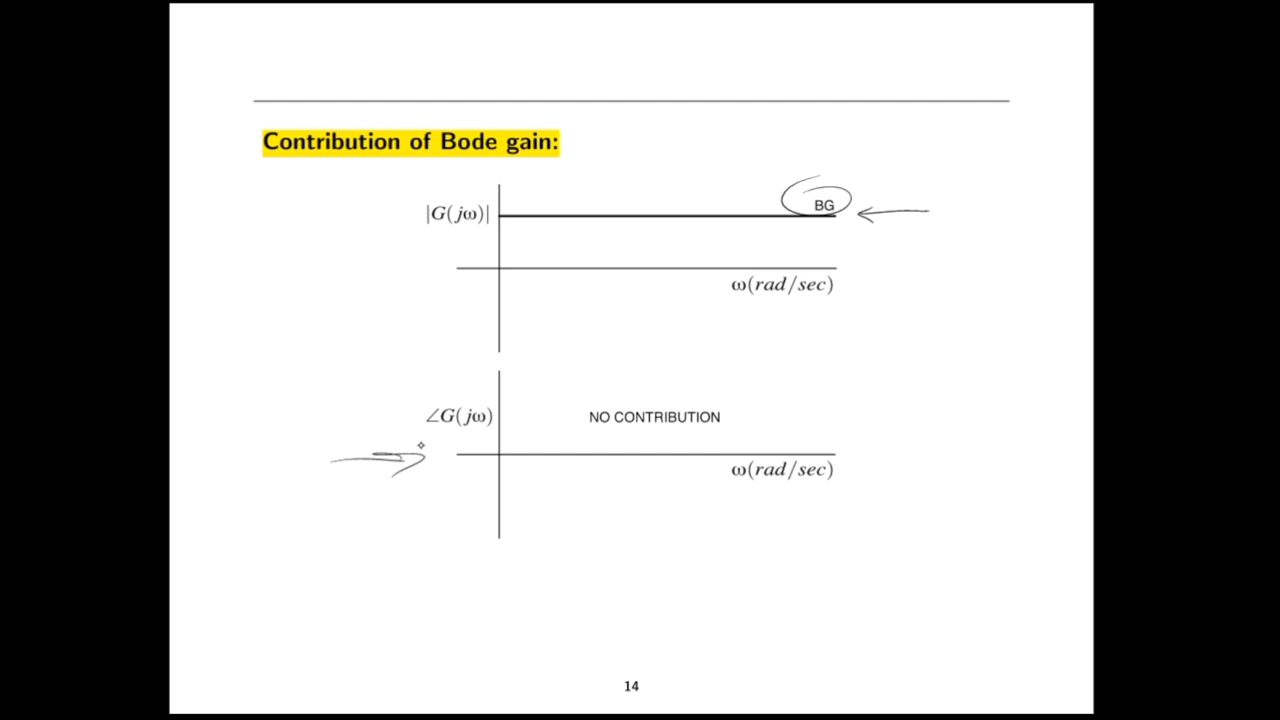 Contribution of Bode gain:
BG
|G(jω)|
ω(rad/sec)
∠G(jω)
NO CONTRIBUTION
ω(rad/sec)
14